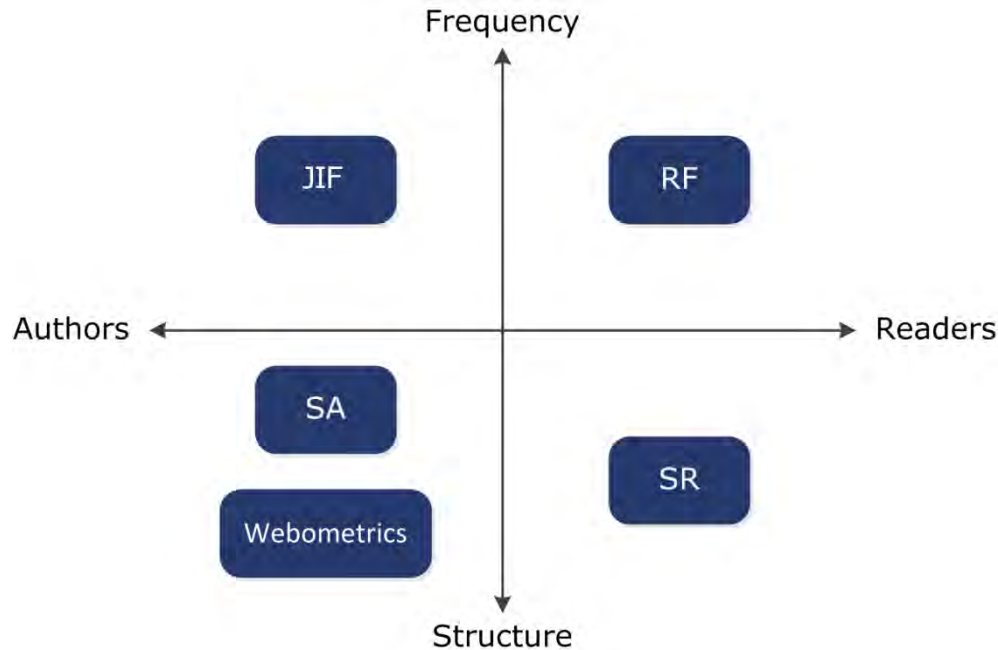 Frequency
JIF
RF
Authors
Readers
SA
SR
Webometrics
Structure